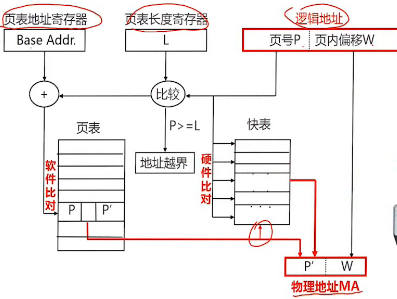 页表地址寄存器
页表长度寄存器
逻辑地址
Base Addr.
L
页号P
页内偏移W
+
比较
页表
P>=L
快表
地址越界
软件比对
硬件比对
P
P'
. . .
. . .
P'
W
物理地址MA